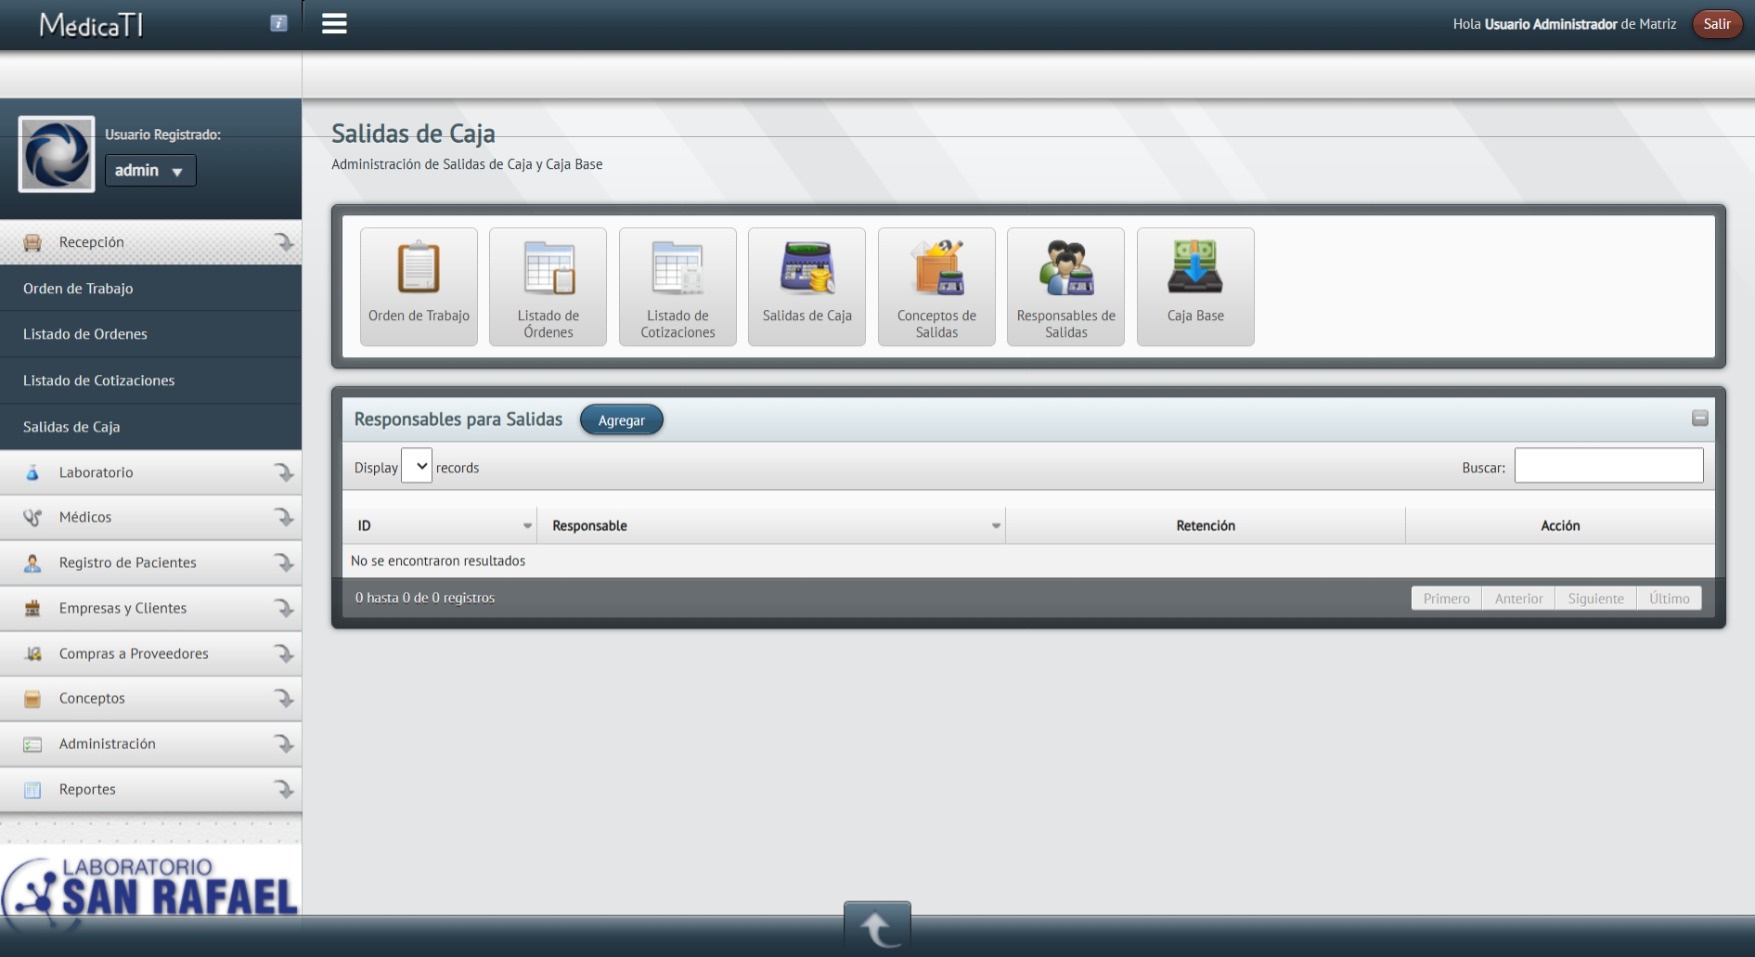 MédicaTI
i
Hola Usuario Administrador de Matriz
Salir
Usuario Registrado:
admin
Recepción
Orden de Trabajo
Listado de Ordenes
Listado de Cotizaciones
Salidas de Caja
Laboratorio
Médicos
Registro de Pacientes
Empresas y Clientes
Compras a Proveedores
Conceptos
Administración
Reportes
LABORATORIO
SAN RAFAEL
Salidas de Caja
Administración de Salidas de Caja y Caja Base
Orden de Trabajo
Listado de
Órdenes
Listado de
Cotizaciones
Salidas de Caja
Conceptos de
Salidas
Responsables de
Salidas
Caja Base
Responsables para Salidas
Agregar
Display records
Buscar:
ID Responsable Retención Acción
No se encontraron resultados
0 hasta 0 de 0 registros
Primero Anterior Siguiente Último